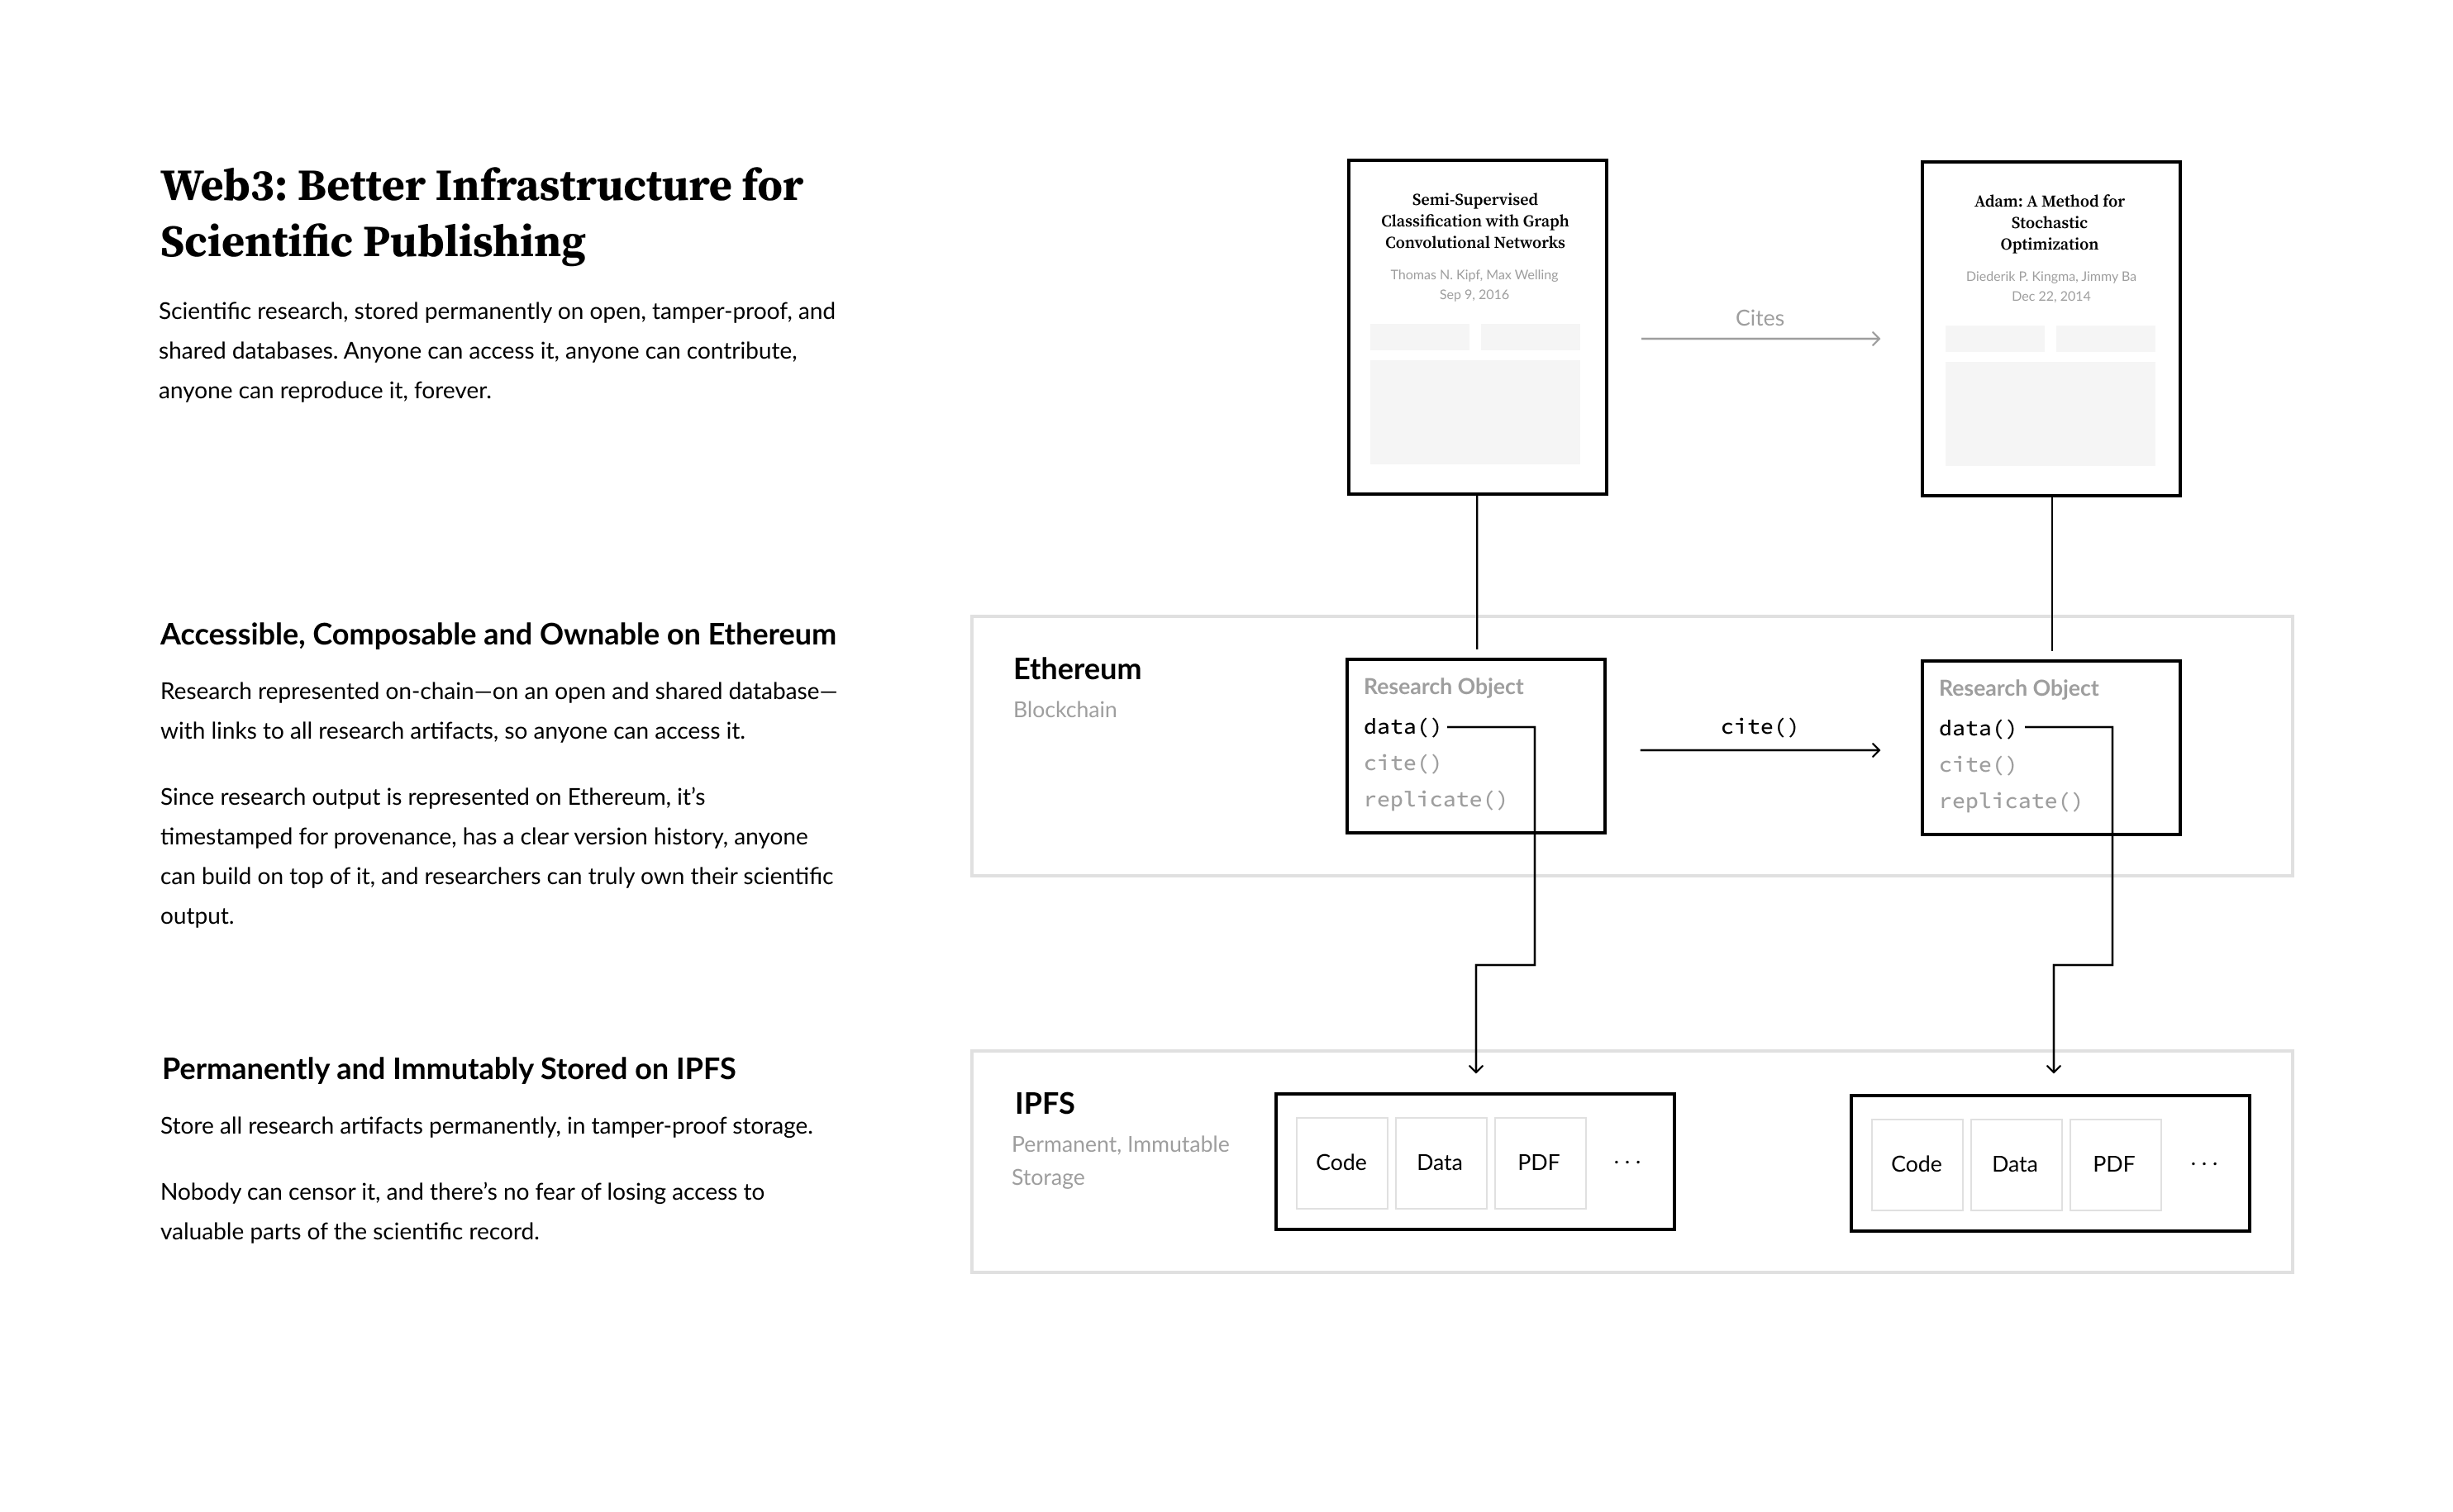 Web3: Better Infrastructure for
Scientific Publishing
Scientific research, stored permanently on open, tamper-proof, and
shared databases. Anyone can access it, anyone can contribute,
anyone can reproduce it, forever.
Semi-Supervised
Classification with Graph
Convolutional Networks
Thomas N. Kipf, Max Welling
Sep 9, 2016
Cites
Adam: A Method for
Stochastic
Optimization
Diederik P. Kingma, Jimmy Ba
Dec 22, 2014
Accessible, Composable and Ownable on Ethereum
Research represented on-chain—on an open and shared database—
with links to all research artifacts, so anyone can access it.
Since research output is represented on Ethereum, it’s
timestamped for provenance, has a clear version history, anyone
can build on top of it, and researchers can truly own their scientific
output.
Ethereum
Blockchain
Research Object
data()
cite()
replicate()
cite()
Research Object
data()
cite()
replicate()
Permanently and Immutably Stored on IPFS
Store all research artifacts permanently, in tamper-proof storage.
Nobody can censor it, and there’s no fear of losing access to
valuable parts of the scientific record.
IPFS
Permanent, Immutable
Storage
Code Data PDF ...
Code Data PDF ...